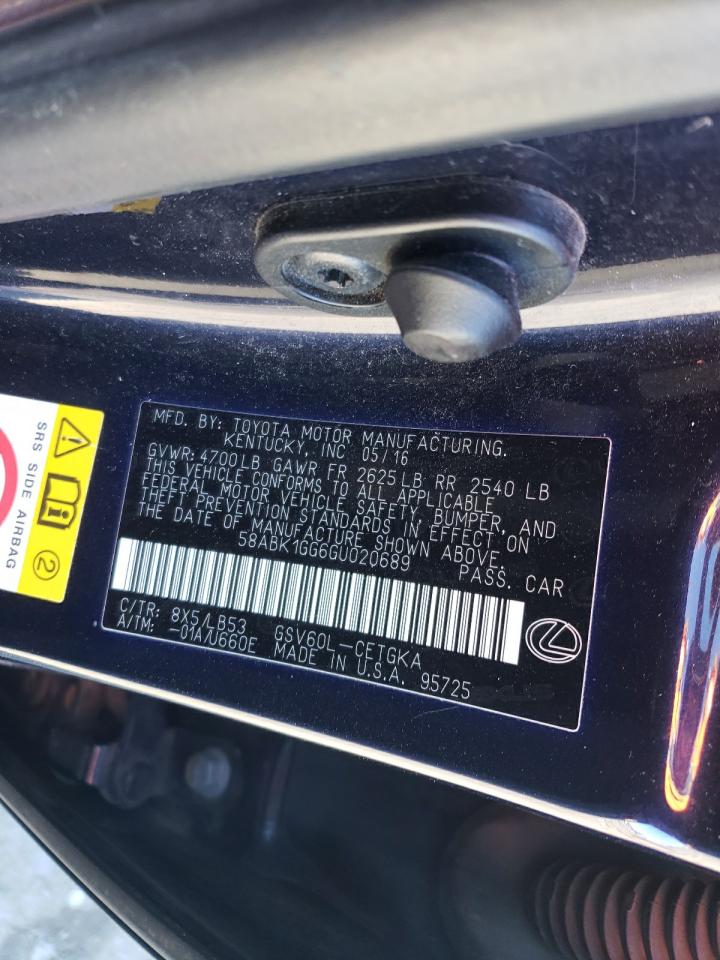 MFD. BY: TOYOTA MOTOR MANUFACTURING.
KENTUCKY, INC 05/16
GVWR: 4700LB GAWR FR 2625LB RR 2540 LB
THIS VEHICLE CONFORMS TO ALL APPLICABLE
FEDERAL MOTOR VEHICLE SAFETY, BUMPER, AND
THEFT PREVENTION STANDARDS IN EFFECT ON
THE DATE OF MANUFACTURE SHOWN ABOVE.
58ABK1GG6GU020689 PASS. CAR
C/TR: 8X5/LB53 GSV60L-CETGKA
A/TM: -01A/U660E MADE IN U.S.A. 95725
SRS SIDE AIRBAG
2